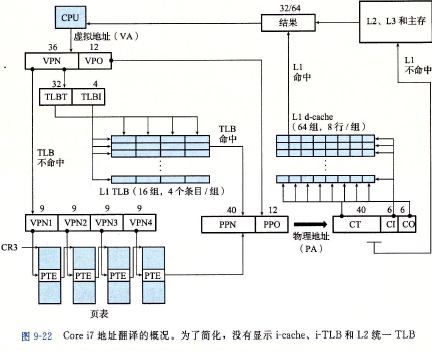 CPU
虚拟地址（VA）
36 12
VPN VPO
32 4
TLBT TLBI
TLB
不命中
TLB
命中
L1 TLB（16 组，4 个条目/组）
32/64
结果
L2、L3 和主存
L1
命中
L1
不命中
L1 d-cache
（64 组，8 行/组）
9 9 9 9
VPN1 VPN2 VPN3 VPN4
CR3
PTE PTE PTE PTE
页表
40 12
PPN PPO
物理地址
（PA）
40 6 6
CT CI CO
图 9-22 Core i7 地址翻译的概况。为了简化，没有显示 i-cache、i-TLB 和 L2 统一 TLB